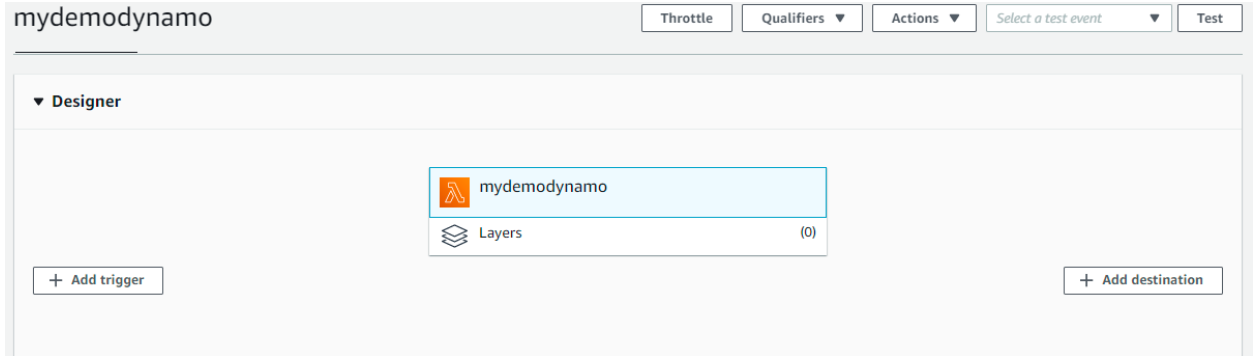 mydemodynamo
Throttle
Qualifiers
Actions
Select a test event
Test
Designer
mydemodynamo
Layers
(0)
+ Add trigger
+ Add destination